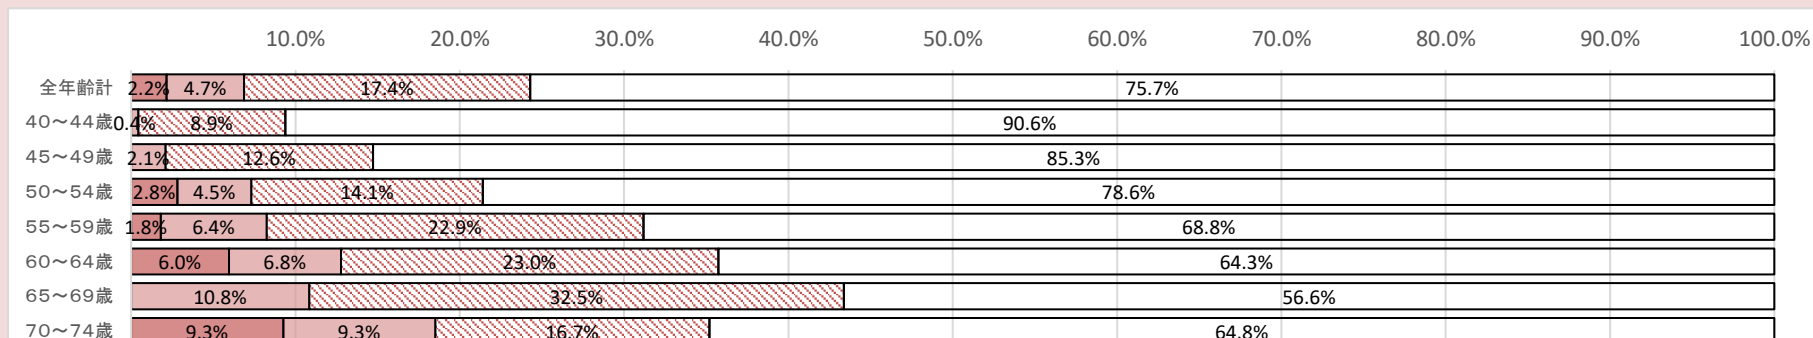 10.0% 20.0% 30.0% 40.0% 50.0% 60.0% 70.0% 80.0% 90.0% 100.0%
全年齢計 2.2% 4.7% 17.4% 75.7%
40～44歳 0.4% 8.9% 90.6%
45～49歳 2.1% 12.6% 85.3%
50～54歳 2.8% 4.5% 14.1% 78.6%
55～59歳 1.8% 6.4% 22.9% 68.8%
60～64歳 6.0% 6.8% 23.0% 64.3%
65～69歳 10.8% 32.5% 56.6%
70～74歳 9.3% 9.3% 16.7% 64.8%